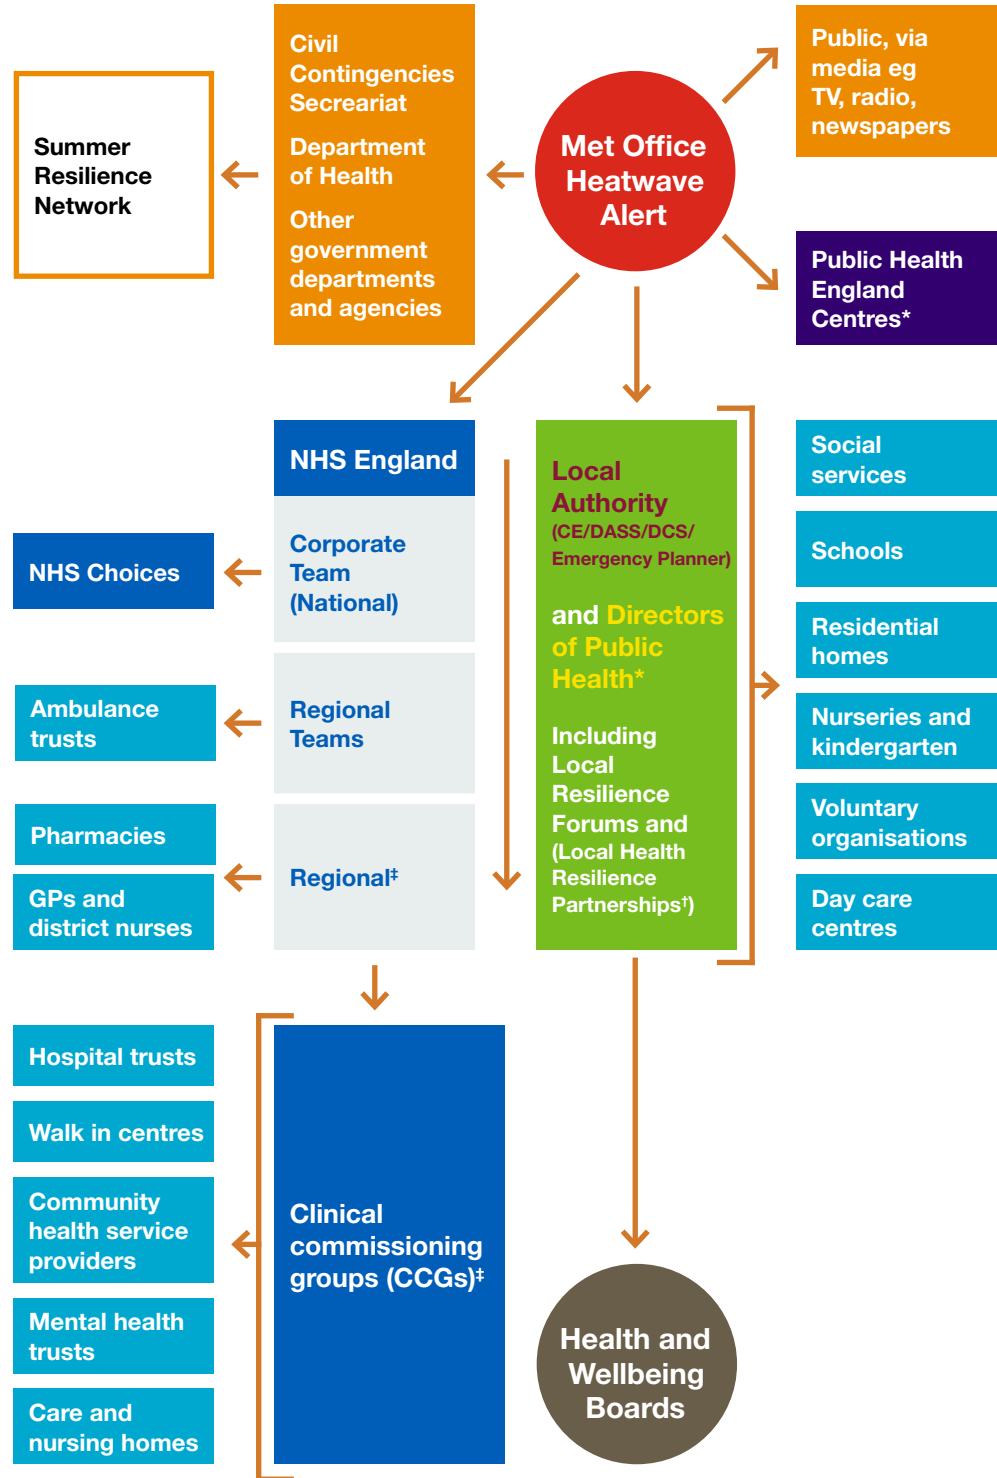 Civil
Contingencies
Secreariat
Department
of Health
Other
government
departments
and agencies
Summer
Resilience
Network
Met Office
Heatwave
Alert
Public, via
media eg
TV, radio,
newspapers
Public Health
England
Centres*
NHS England
Corporate
Team
(National)
Regional
Teams
Regional‡
NHS Choices
Ambulance
trusts
Pharmacies
GPs and
district nurses
Local
Authority
(CE/DASS/DCS/
Emergency Planner)
and Directors
of Public
Health*
Including
Local
Resilience
Forums and
(Local Health
Resilience
Partnerships†)
Social
services
Schools
Residential
homes
Nurseries and
kindergarten
Voluntary
organisations
Day care
centres
Hospital trusts
Walk in centres
Community
health service
providers
Mental health
trusts
Care and
nursing homes
Clinical
commissioning
groups (CCGs)‡
Health and
Wellbeing
Boards